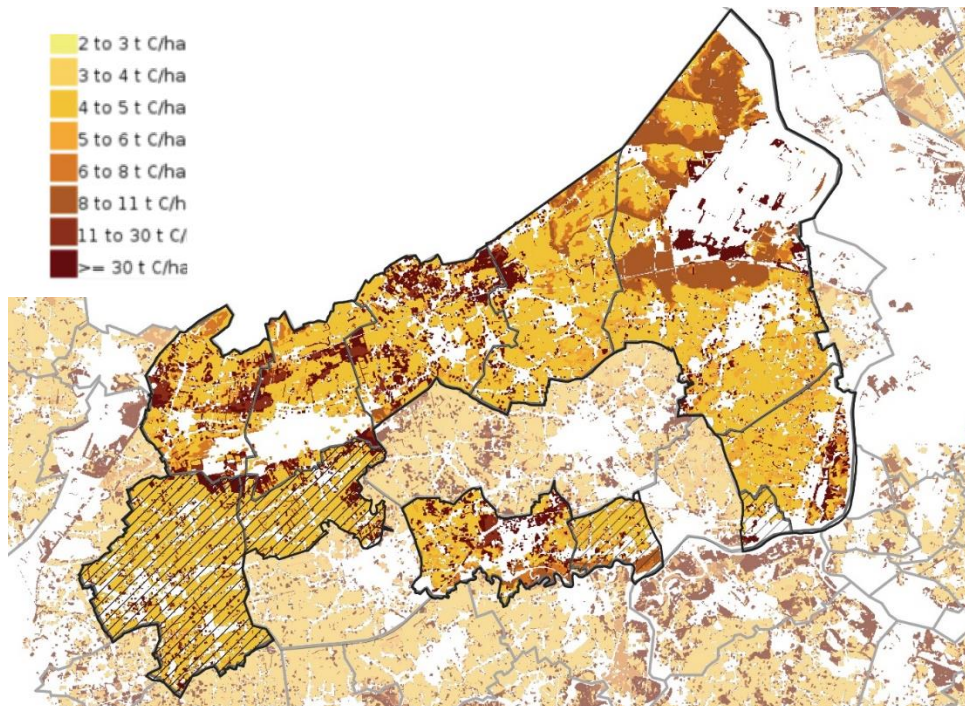 2 to 3 t C/ha
3 to 4 t C/ha
4 to 5 t C/ha
5 to 6 t C/ha
6 to 8 t C/ha
8 to 11 t C/h
11 to 30 t C/
>= 30 t C/ha